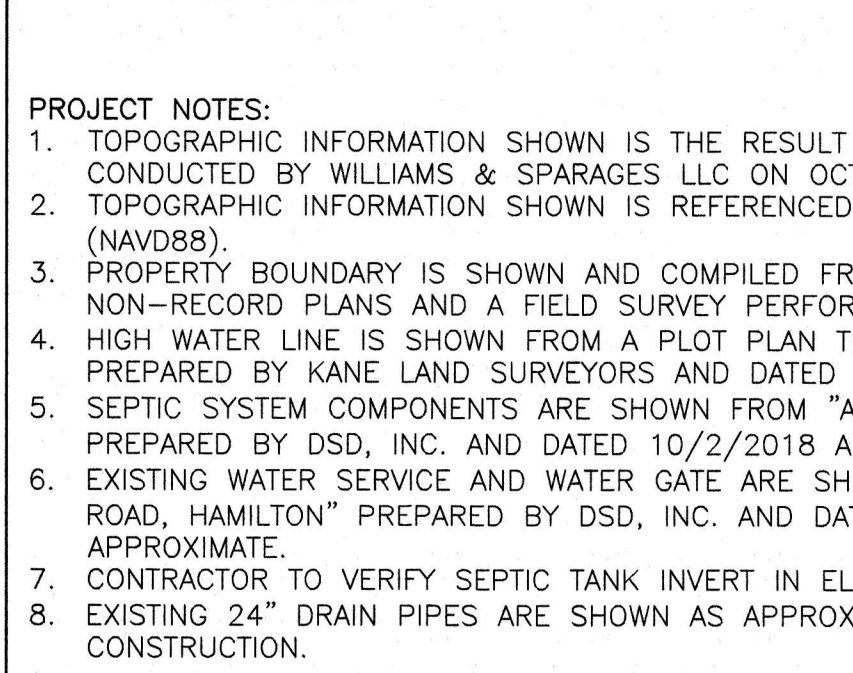 PROJECT NOTES:
1. TOPOGRAPHIC INFORMATION SHOWN IS THE RESULT
CONDUCTED BY WILLIAMS & SPARAGES LLC ON OCT
2. TOPOGRAPHIC INFORMATION SHOWN IS REFERENCED
(NAVD88).
3. PROPERTY BOUNDARY IS SHOWN AND COMPILED FR
NON–RECORD PLANS AND A FIELD SURVEY PERFOR
4. HIGH WATER LINE IS SHOWN FROM A PLOT PLAN T
PREPARED BY KANE LAND SURVEYORS AND DATED
5. SEPTIC SYSTEM COMPONENTS ARE SHOWN FROM "A
PREPARED BY DSD, INC. AND DATED 10/2/2018 A
6. EXISTING WATER SERVICE AND WATER GATE ARE SH
ROAD, HAMILTON" PREPARED BY DSD, INC. AND DAT
APPROXIMATE.
7. CONTRACTOR TO VERIFY SEPTIC TANK INVERT IN EL
8. EXISTING 24" DRAIN PIPES ARE SHOWN AS APPROX
CONSTRUCTION.